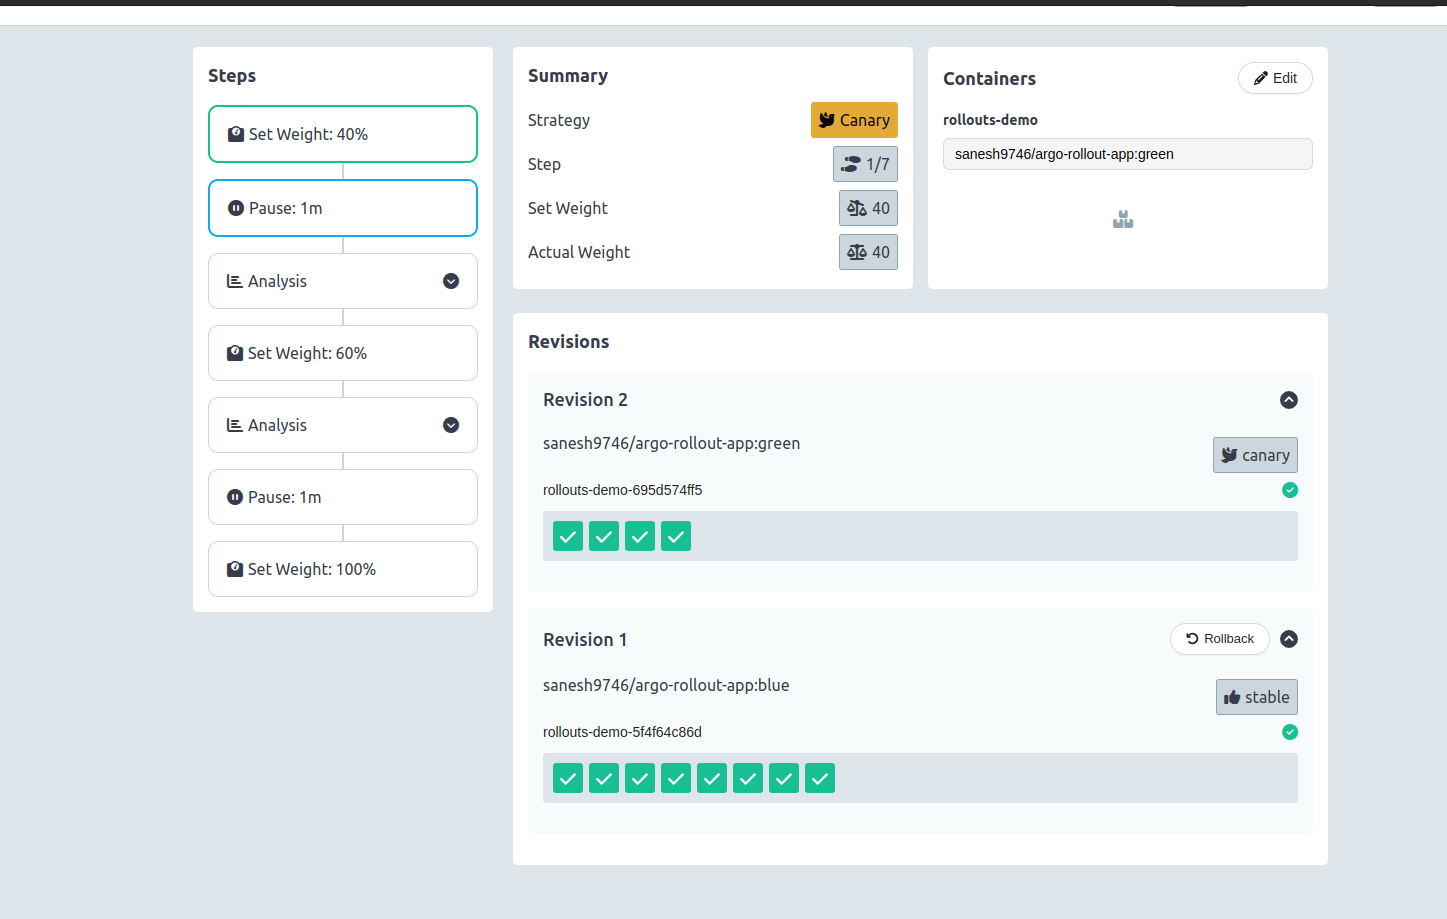 Steps
Set Weight: 40%
Pause: 1m
Analysis
Set Weight: 60%
Analysis
Pause: 1m
Set Weight: 100%
Summary
Strategy Canary
Step 1/7
Set Weight 40
Actual Weight 40
Containers Edit
rollouts-demo
sanesh9746/argo-rollout-app:green
Revisions
Revision 2
sanesh9746/argo-rollout-app:green
canary
rollouts-demo-695d574ff5
Revision 1 Rollback
sanesh9746/argo-rollout-app:blue
stable
rollouts-demo-5f4f64c86d